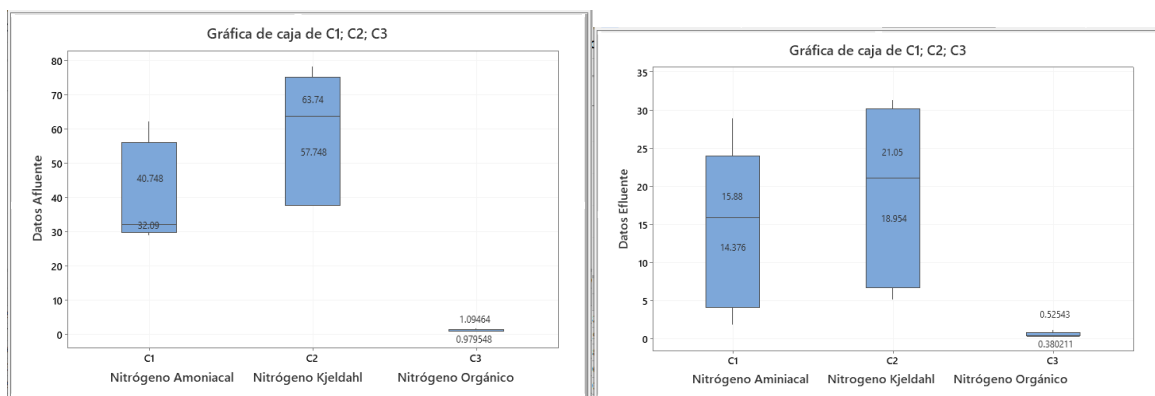 Gráfica de caja de C1; C2; C3
Datos Afluente
80
70
60
50
40
30
20
10
0
40.748
32.09
63.74
57.748
1.09464
0.979548
C1
C2
C3
Nitrógeno Amoniacal
Nitrógeno Kjeldahl
Nitrógeno Orgánico
Gráfica de caja de C1; C2; C3
Datos Efluente
35
30
25
20
15
10
5
0
15.88
14.376
21.05
18.954
0.52543
0.380211
C1
C2
C3
Nitrógeno Aminiacal
Nitrogeno Kjeldahl
Nitrógeno Orgánico